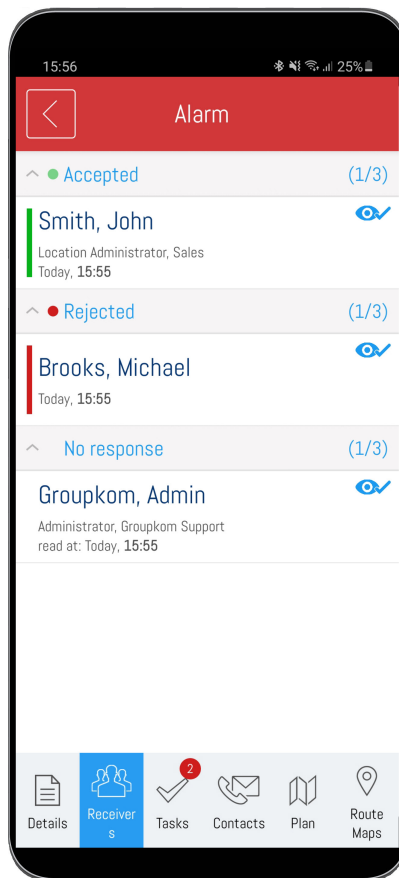 15:56
25%
Alarm
Accepted
(1/3)
Smith, John
Location Administrator, Sales
Today, 15:55
Rejected
(1/3)
Brooks, Michael
Today, 15:55
No response
(1/3)
Groupkom, Admin
Administrator, Groupkom Support
read at: Today, 15:55
2
Details
Receiver
s
Tasks
Contacts
Plan
Route
Maps